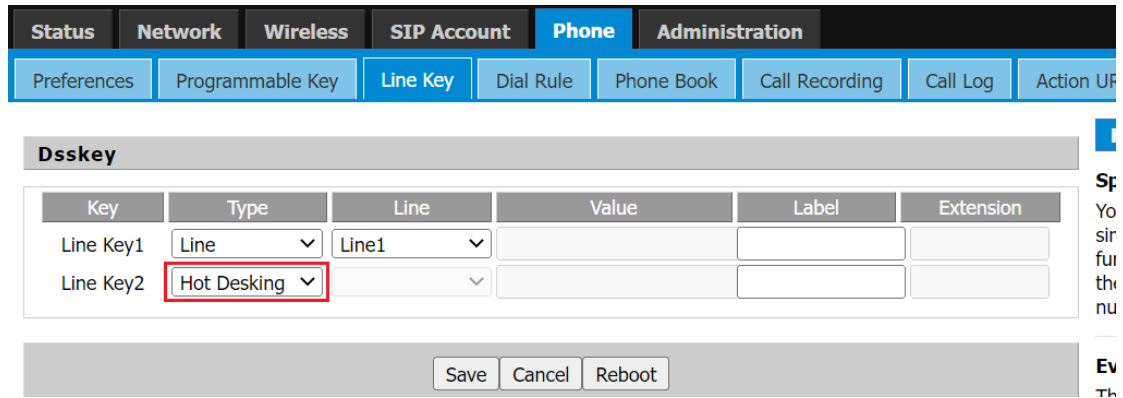 Status Network Wireless SIP Account Phone Administration
Preferences Programmable Key Line Key Dial Rule Phone Book Call Recording Call Log Action
Dsskey
Key Type Line Value Label Extension
Line Key1 Line Line1
Line Key2 Hot Desking
Save Cancel Reboot